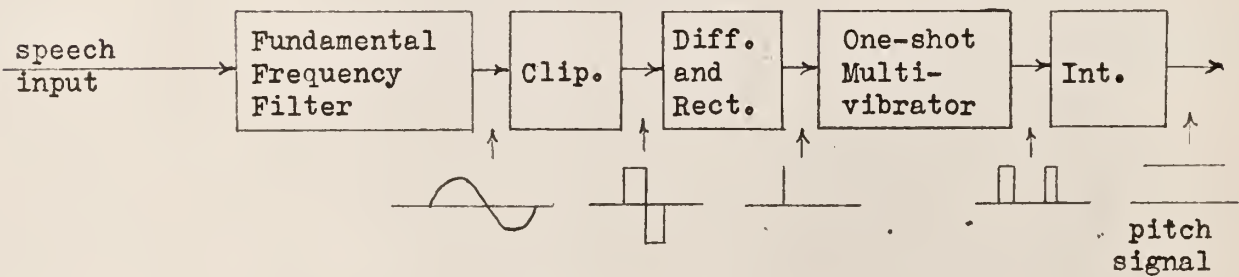 speech
input
Fundamental
Frequency
Filter
Clip.
Diff.
and
Rect.
One-shot
Multi-
vibrator
Int.
pitch
signal